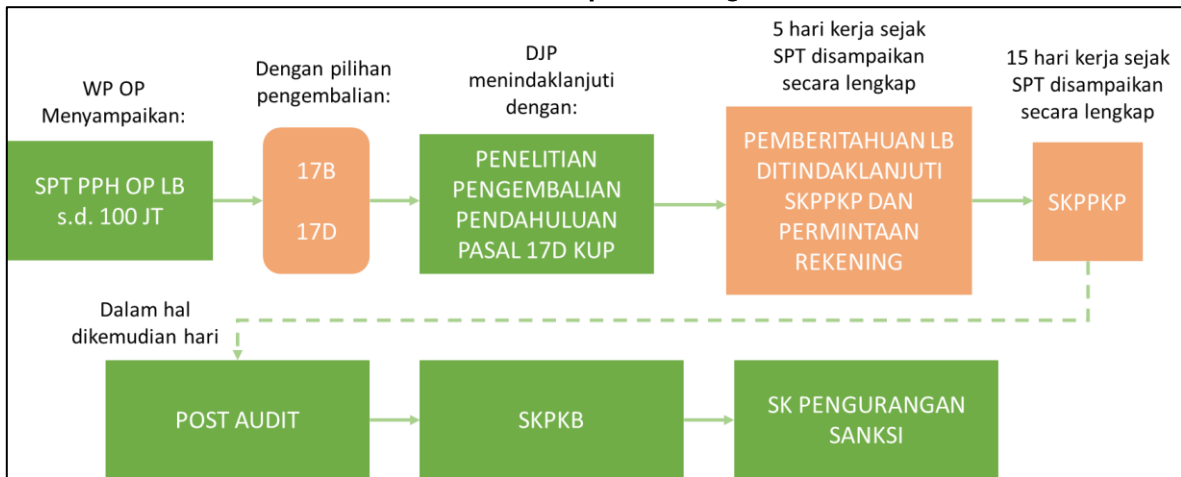 WP OP
Menyampaikan:
SPT PPH OP LB
s.d. 100 JT
Dengan pilihan
pengembalian:
17B
17D
DJP
menindaklanjuti
dengan:
PENELITIAN
PENGEMBALIAN
PENDAHULUAN
PASAL 17D KUP
5 hari kerja sejak
SPT disampaikan
secara lengkap
PEMBERITAHUAN LB
DITINDAKLANJUTI
SKPPKP DAN
PERMINTAAN
REKENING
15 hari kerja sejak
SPT disampaikan
secara lengkap
SKPPKP
Dalam hal
dikemudian hari
POST AUDIT
SKPKB
SK PENGURANGAN
SANKSI